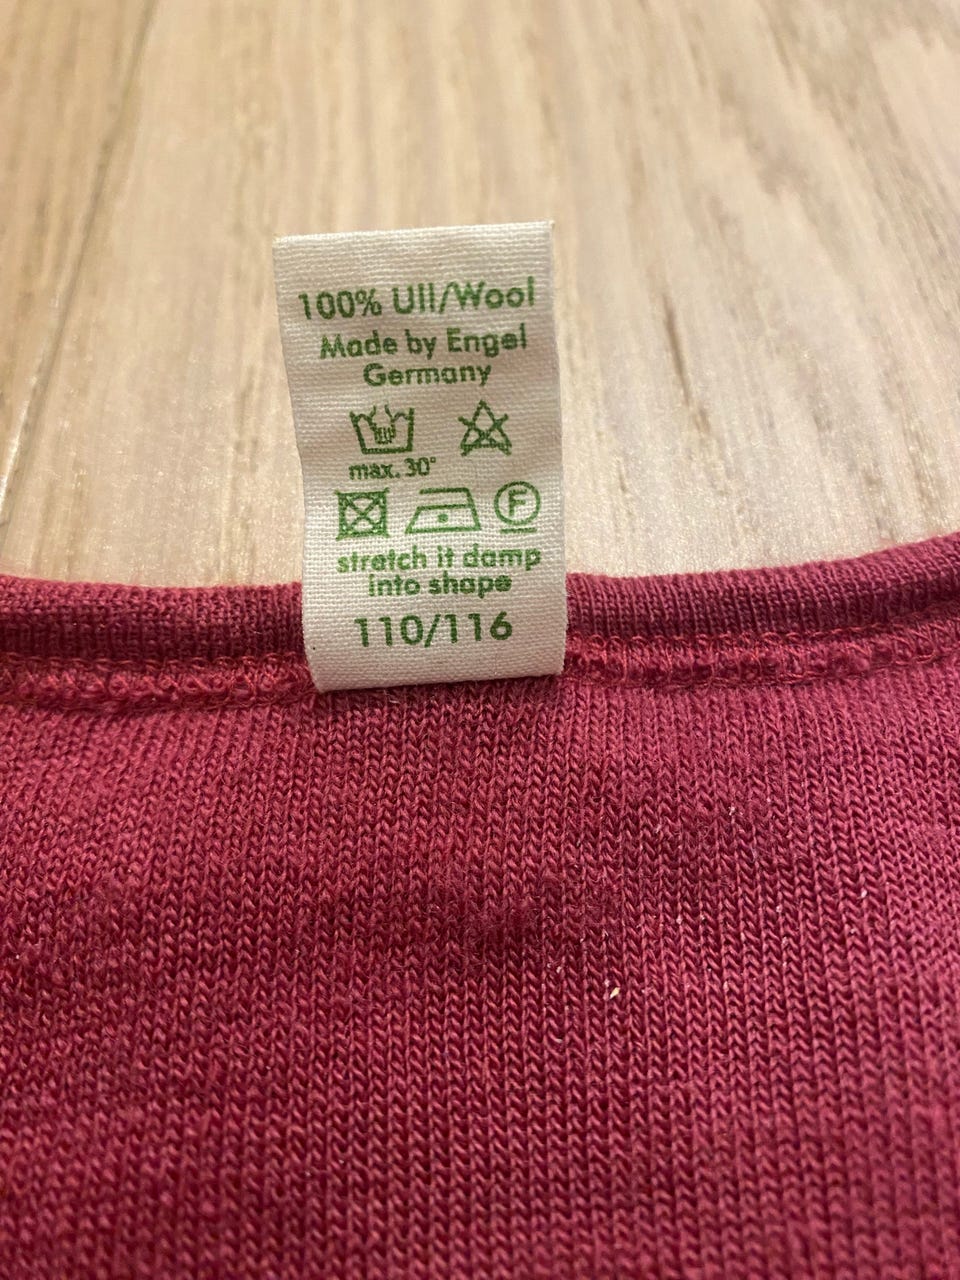 100% Ull/Wool
Made by Engel
Germany
max. 30°
F
stretch it damp
into shape
110/116